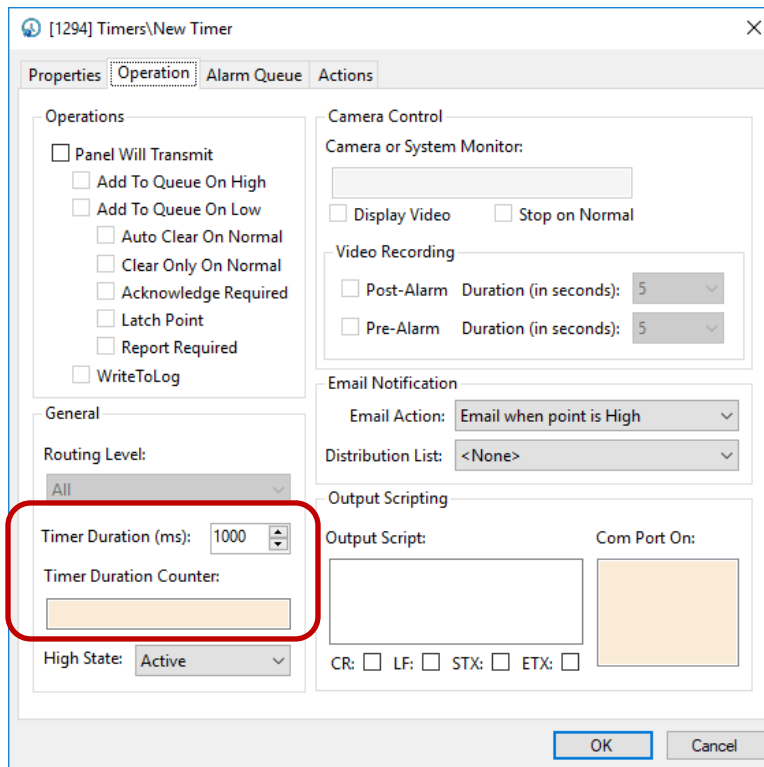 [1294] Timers\New Timer
Properties Operation Alarm Queue Actions
Operations
Panel Will Transmit
Add To Queue On High
Add To Queue On Low
Auto Clear On Normal
Clear Only On Normal
Acknowledge Required
Latch Point
Report Required
WriteToLog
General
Routing Level:
All
Timer Duration (ms): 1000
Timer Duration Counter:
High State: Active
Camera Control
Camera or System Monitor:
Display Video Stop on Normal
Video Recording
Post-Alarm Duration (in seconds): 5
Pre-Alarm Duration (in seconds): 5
Email Notification
Email Action: Email when point is High
Distribution List: <None>
Output Scripting
Output Script: Com Port On:
CR: LF: STX: ETX:
OK Cancel